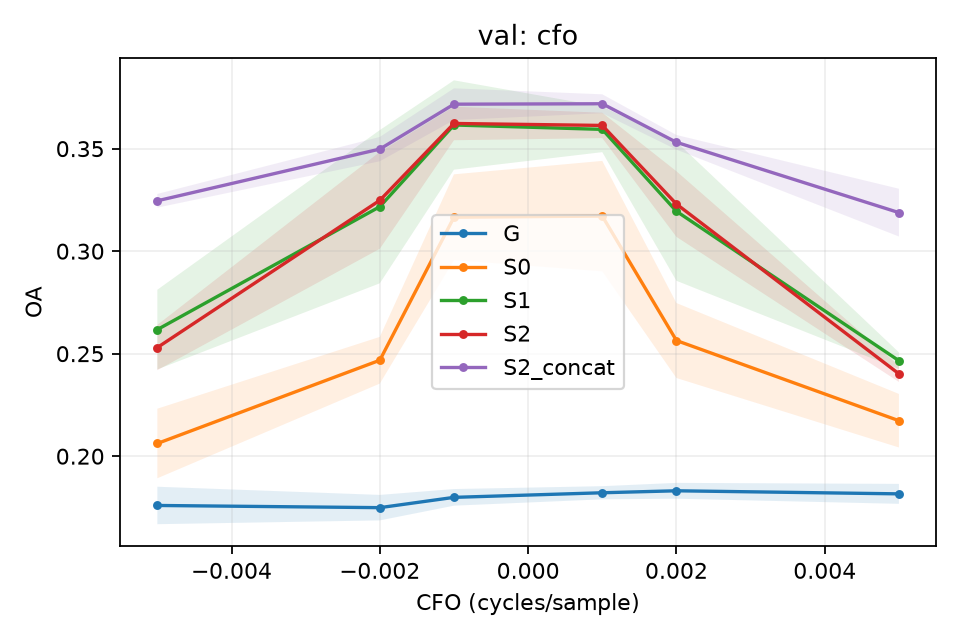 val: cfo
OA
0.35
0.30
0.25
0.20
G
S0
S1
S2
S2_concat
−0.004
−0.002
0.000
0.002
0.004
CFO (cycles/sample)